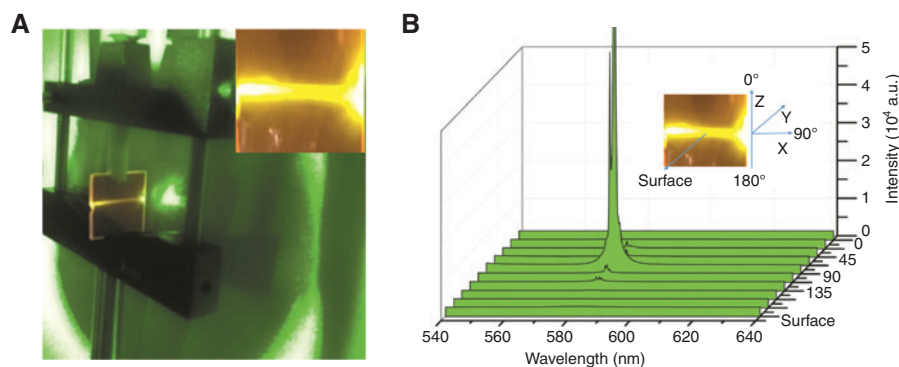 A
B
5
4
3
2
1
0
Intensity (10⁴ a.u.)
0°
Z
Y
90°
X
180°
Surface
0
45
90
135
Surface
540
560
580
600
620
640
Wavelength (nm)